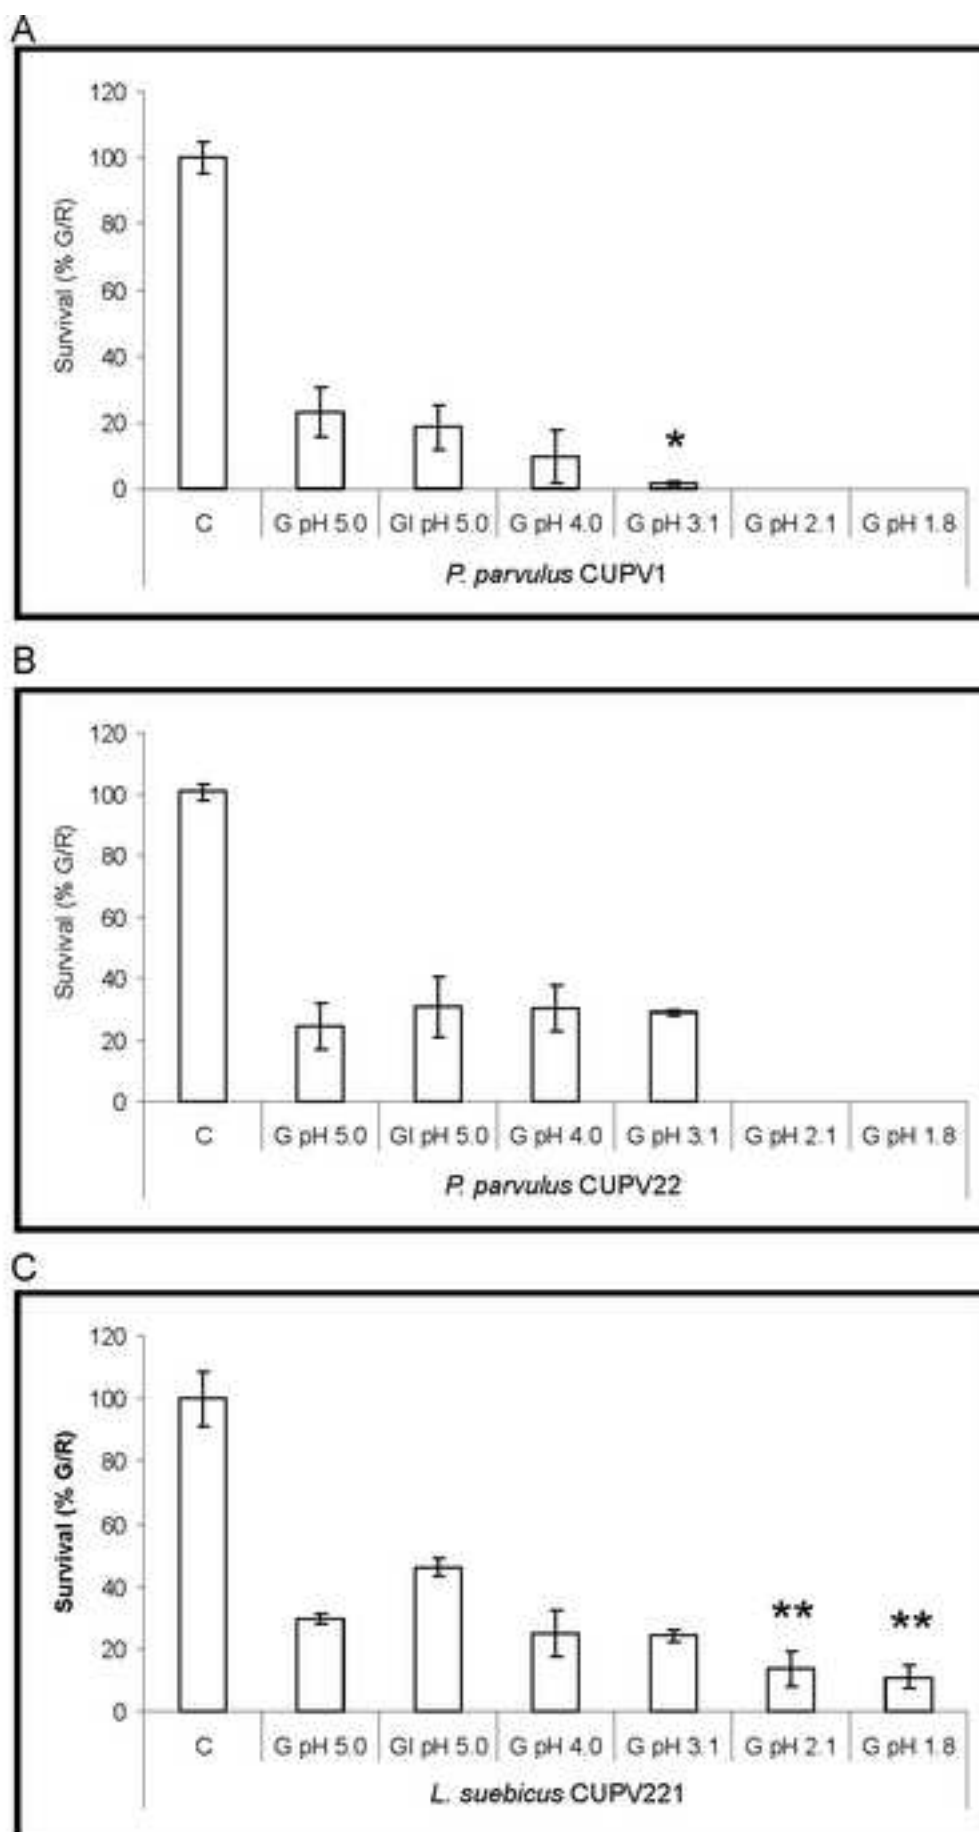 A
120
100
80
60
40
20
0
Survival (% G/R)
*
C G pH 5.0 GI pH 5.0 G pH 4.0 G pH 3.1 G pH 2.1 G pH 1.8
P. parvulus CUPV1
B
120
100
80
60
40
20
0
Survival (% G/R)
C G pH 5.0 GI pH 5.0 G pH 4.0 G pH 3.1 G pH 2.1 G pH 1.8
P. parvulus CUPV22
C
120
100
80
60
40
20
0
Survival (% G/R)
** **
C G pH 5.0 GI pH 5.0 G pH 4.0 G pH 3.1 G pH 2.1 G pH 1.8
L. suebicus CUPV221